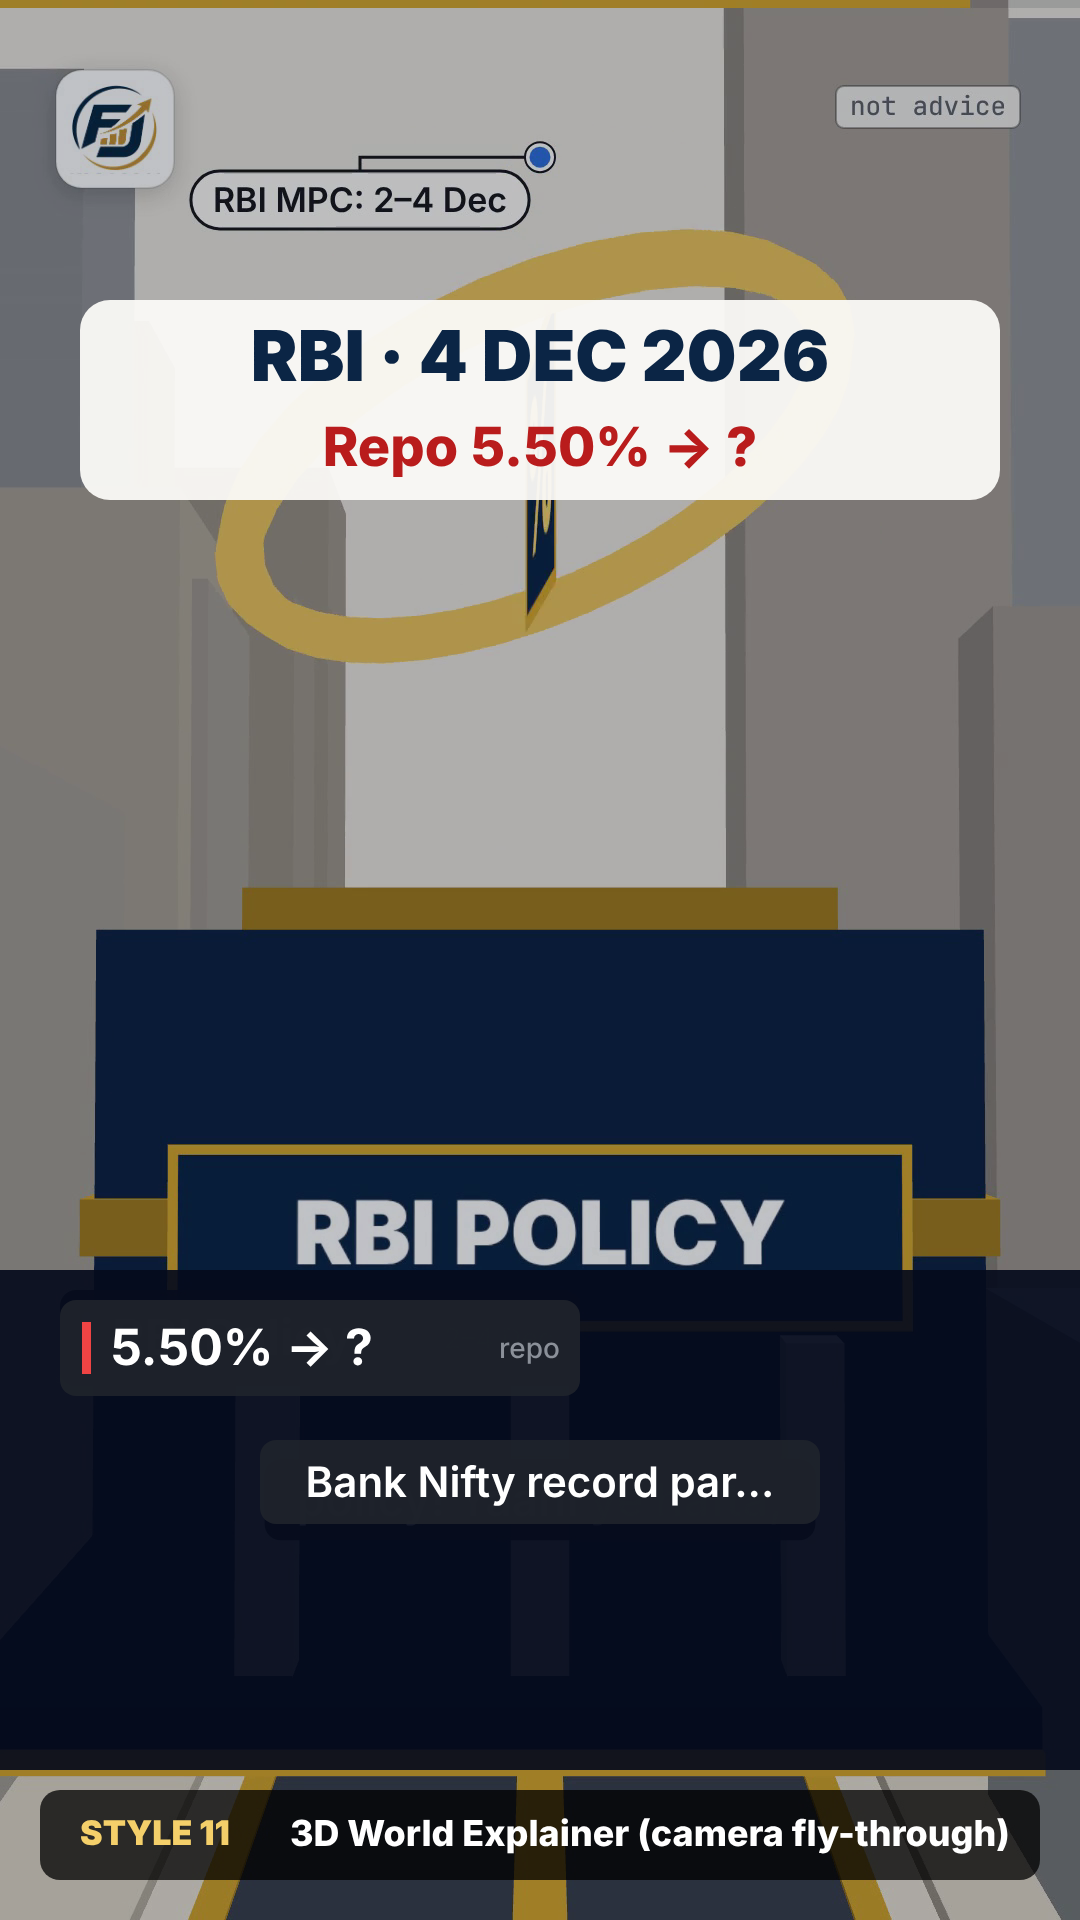 FJ
not advice
RBI MPC: 2–4 Dec
RBI · 4 DEC 2026
Repo 5.50% → ?
RBI POLICY
5.50% → ?
repo
Bank Nifty record par...
STYLE 11
3D World Explainer (camera fly-through)